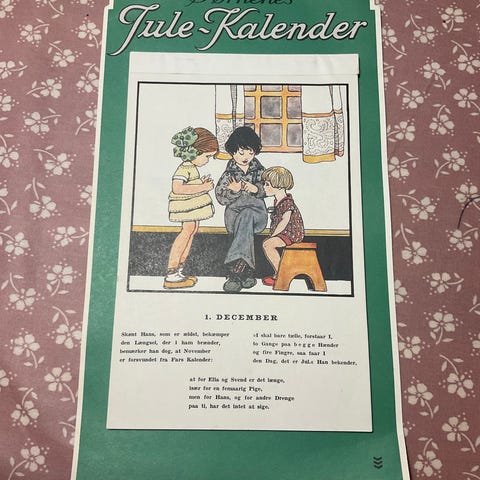 Børnenes
Jule-Kalender
1. DECEMBER
Skønt Hans, som er ældst, bekæmper
den Længsel, der i ham brænder,
bemærker han dog, at November
er forsvundet fra Fars Kalender:
»I skal bare tælle, forstaar I,
to Gange paa begge Hænder
og fire Fingre, saa faar I
den Dag, det er Jul.« Han bekender,
at for Ella og Svend er det længe,
især for en femaarig Pige,
men for Hans, og for andre Drenge
paa ti, har det intet at sige.